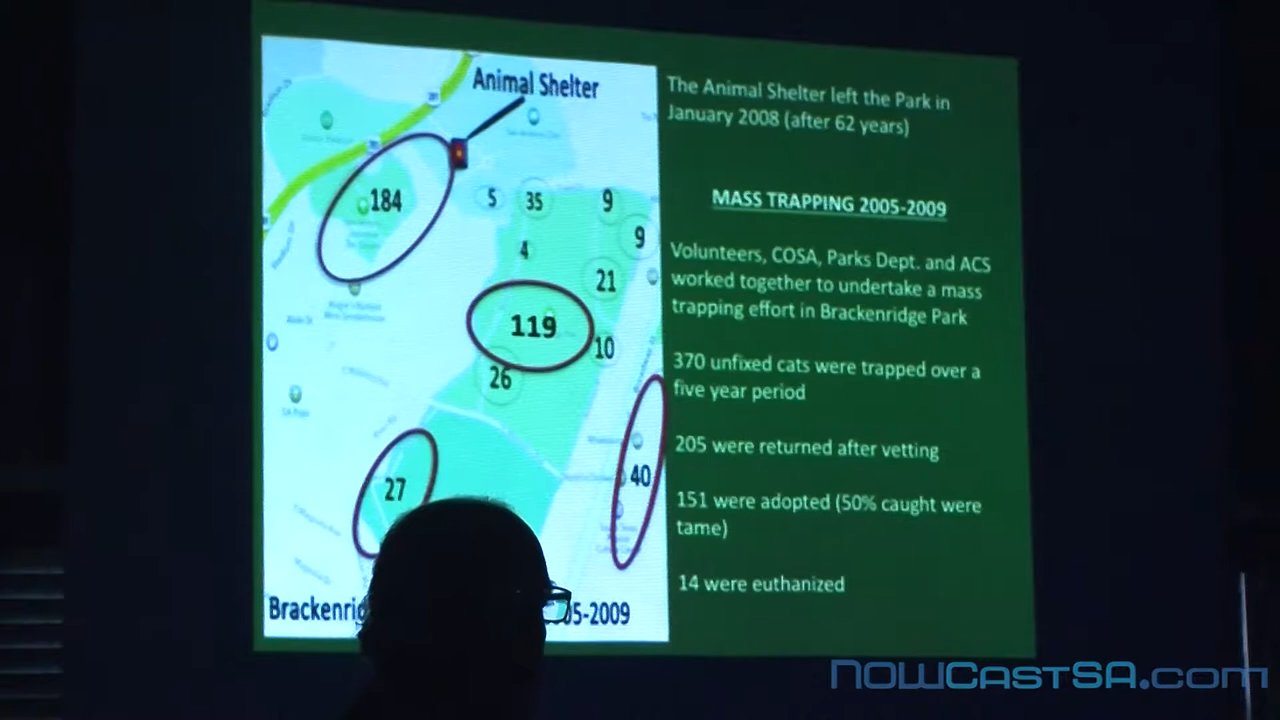 Animal Shelter
184
5
35
9
9
4
21
119
10
26
40
27
Brackenrid
05-2009
The Animal Shelter left the Park in
January 2008 (after 62 years)
MASS TRAPPING 2005-2009
Volunteers, COSA, Parks Dept. and ACS
worked together to undertake a mass
trapping effort in Brackenridge Park
370 unfixed cats were trapped over a
five year period
205 were returned after vetting
151 were adopted (50% caught were
tame)
14 were euthanized
NOWCASTSA.com